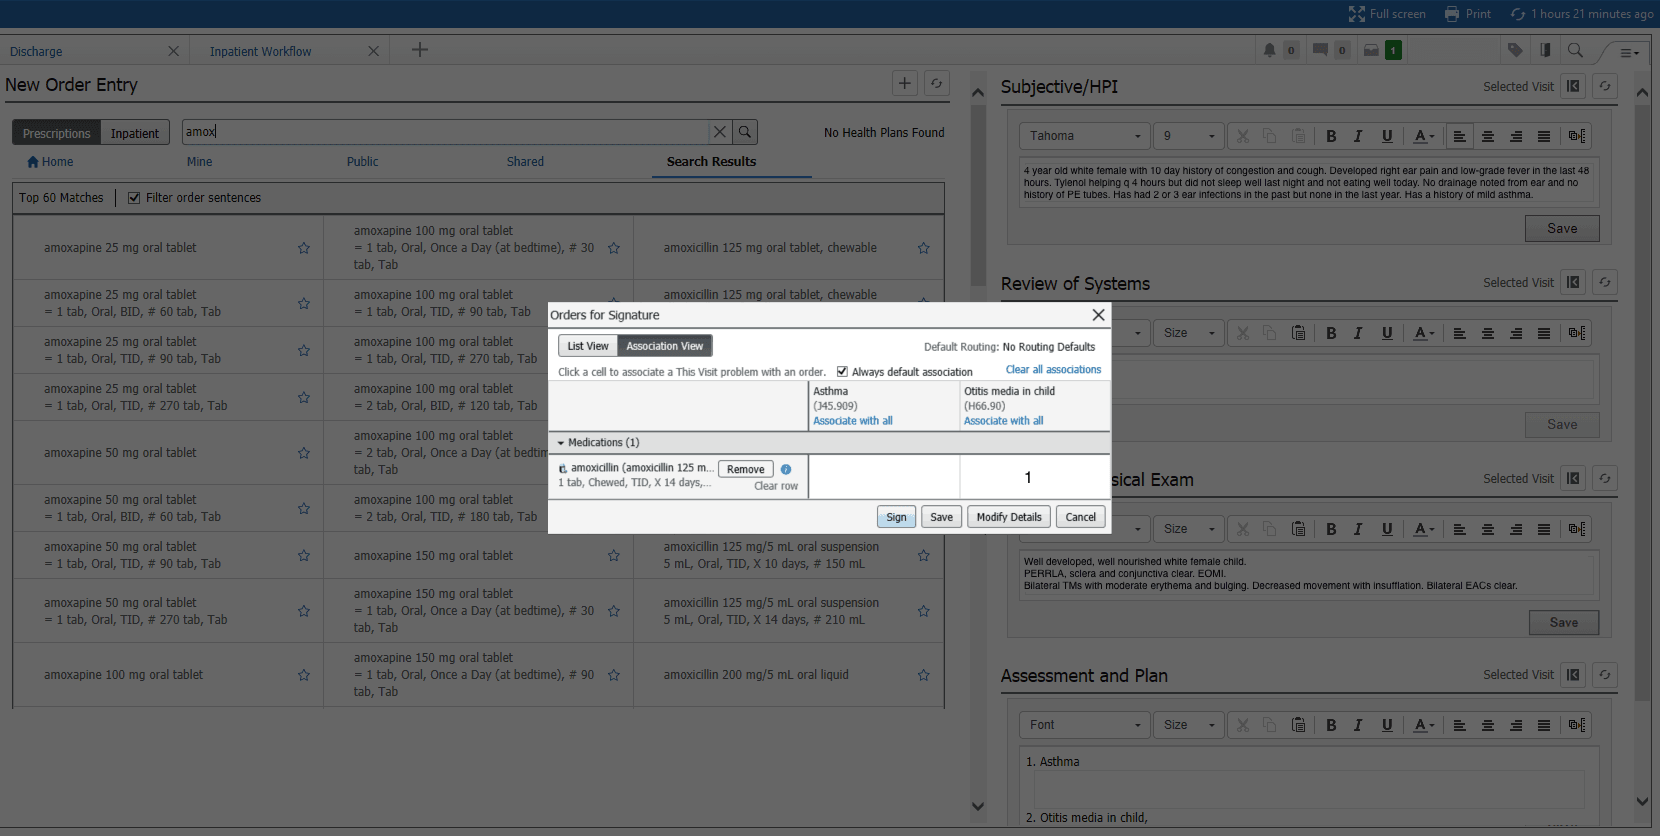 Full screen
Print
1 hours 21 minutes ago
Discharge
Inpatient Workflow
0
0
1
New Order Entry
Prescriptions
Inpatient
amox
No Health Plans Found
Home
Mine
Public
Shared
Search Results
Top 60 Matches
Filter order sentences
amoxapine 25 mg oral tablet
amoxapine 100 mg oral tablet
= 1 tab, Oral, Once a Day (at bedtime), # 30
tab, Tab
amoxicillin 125 mg oral tablet, chewable
amoxapine 25 mg oral tablet
= 1 tab, Oral, BID, # 60 tab, Tab
amoxapine 100 mg oral tablet
= 1 tab, Oral, TID, # 90 tab, Tab
amoxicillin 125 mg oral tablet, chewable
amoxapine 25 mg oral tablet
= 1 tab, Oral, TID, # 90 tab, Tab
amoxapine 100 mg oral tablet
= 1 tab, Oral, TID, # 270 tab, Tab
amoxapine 25 mg oral tablet
= 1 tab, Oral, TID, # 270 tab, Tab
amoxapine 100 mg oral tablet
= 2 tab, Oral, BID, # 120 tab, Tab
amoxapine 50 mg oral tablet
amoxapine 100 mg oral tablet
= 2 tab, Oral, Once a Day (at bedtime)
tab, Tab
amoxapine 50 mg oral tablet
= 1 tab, Oral, BID, # 60 tab, Tab
amoxapine 100 mg oral tablet
= 2 tab, Oral, TID, # 180 tab, Tab
amoxapine 50 mg oral tablet
= 1 tab, Oral, TID, # 90 tab, Tab
amoxapine 150 mg oral tablet
amoxicillin 125 mg/5 mL oral suspension
5 mL, Oral, TID, X 10 days, # 150 mL
amoxapine 50 mg oral tablet
= 1 tab, Oral, TID, # 270 tab, Tab
amoxapine 150 mg oral tablet
= 1 tab, Oral, Once a Day (at bedtime), # 30
tab, Tab
amoxicillin 125 mg/5 mL oral suspension
5 mL, Oral, TID, X 14 days, # 210 mL
amoxapine 100 mg oral tablet
amoxapine 150 mg oral tablet
= 1 tab, Oral, Once a Day (at bedtime), # 90
tab, Tab
amoxicillin 200 mg/5 mL oral liquid
Orders for Signature
List View
Association View
Default Routing: No Routing Defaults
Click a cell to associate a This Visit problem with an order.
Always default association
Clear all associations
Asthma
(J45.909)
Associate with all
Otitis media in child
(H66.90)
Associate with all
Medications (1)
amoxicillin (amoxicillin 125 m...
Remove
1 tab, Chewed, TID, X 14 days,...
Clear row
1
Sign
Save
Modify Details
Cancel
Subjective/HPI
Selected Visit
Tahoma
9
B I U A
4 year old white female with 10 day history of congestion and cough. Developed right ear pain and low-grade fever in the last 48
hours. Tylenol helping q 4 hours but did not sleep well last night and not eating well today. No drainage noted from ear and no
history of PE tubes. Has had 2 or 3 ear infections in the past but none in the last year. Has a history of mild asthma.
Save
Review of Systems
Selected Visit
Size
B I U A
Save
sical Exam
Selected Visit
Size
B I U A
Well developed, well nourished white female child.
PERRLA, sclera and conjunctiva clear. EOMI.
Bilateral TMs with moderate erythema and bulging. Decreased movement with insufflation. Bilateral EACs clear.
Save
Assessment and Plan
Selected Visit
Font
Size
B I U A
1. Asthma
2. Otitis media in child,